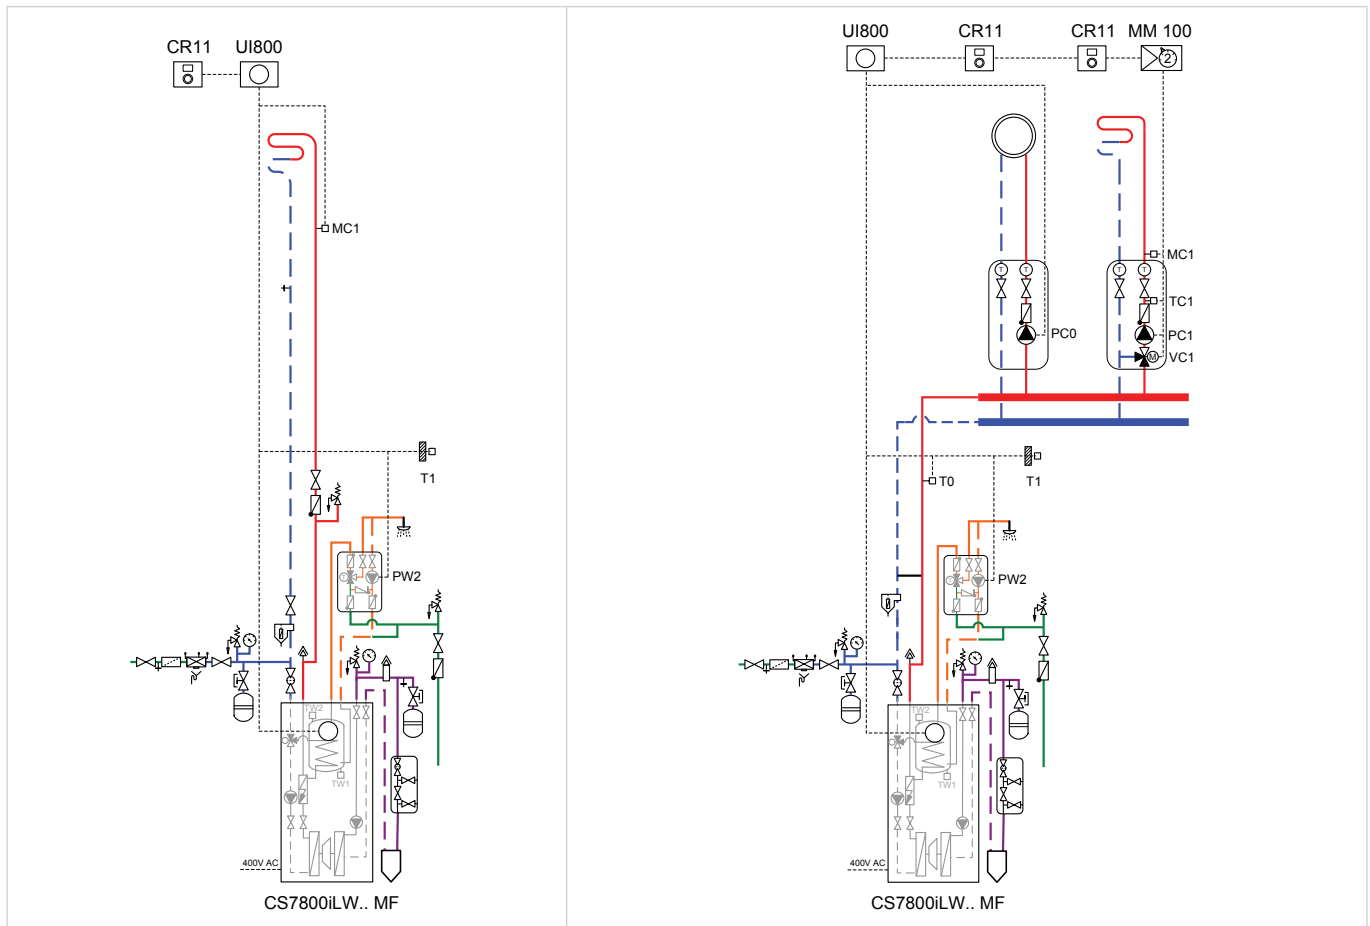 CR11 UI800
MC1
T1
PW2
TW2
TW1
400V AC
CS7800iLW.. MF
UI800 CR11 CR11 MM 100
2
MC1
T T T T
TC1
PC0 PC1
M VC1
T0 T1
PW2
TW2
TW1
400V AC
CS7800iLW.. MF